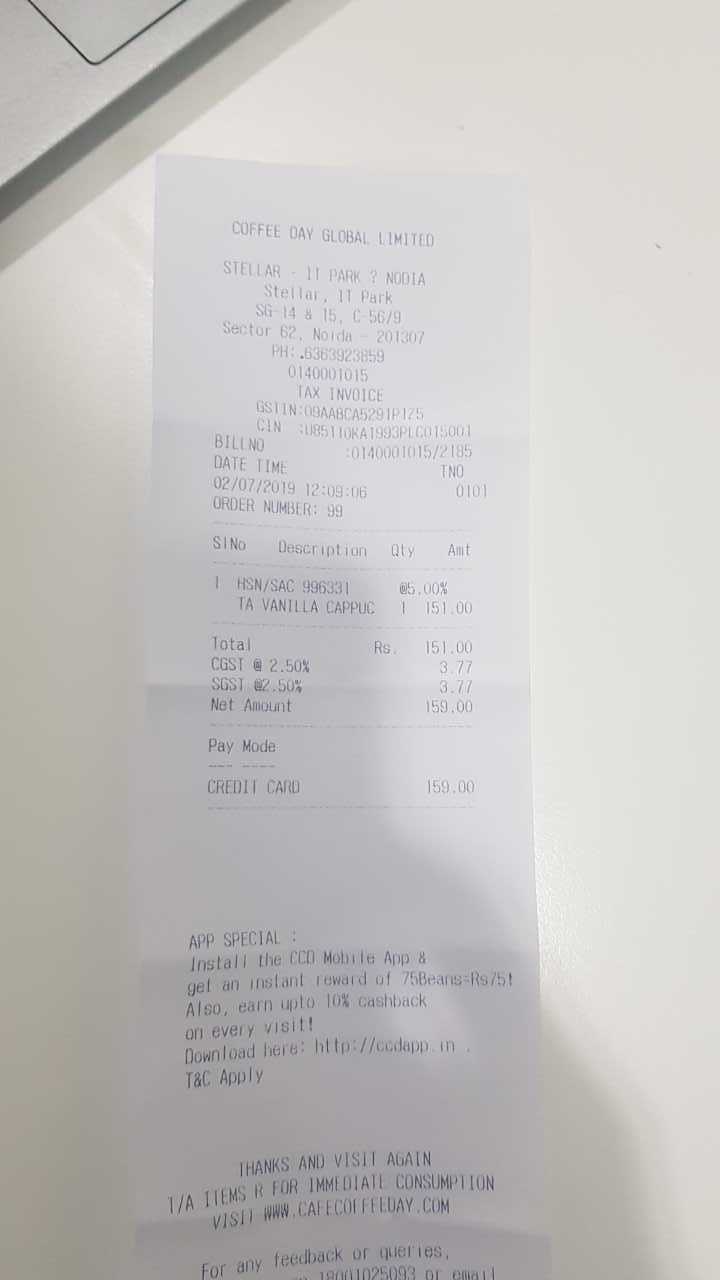 COFFEE DAY GLOBAL LIMITED
STELLAR - IT PARK ? NODIA
Stellar, IT Park
SG-14 & 15, C-56/9
Sector 62, Noida - 201307
PH:.6363923859
0140001015
TAX INVOICE
GSTIN:09AABCA5291P1Z5
CIN :U85110KA1993PLC015001
BILLNO :0140001015/2185
DATE TIME TNO
02/07/2019 12:09:06 0101
ORDER NUMBER: 99
SlNo Description Qty Amt
1 HSN/SAC 996331 @5.00%
TA VANILLA CAPPUC 1 151.00
Total Rs. 151.00
CGST @ 2.50% 3.77
SGST @2.50% 3.77
Net Amount 159.00
Pay Mode
--- ----
CREDIT CARD 159.00
APP SPECIAL :
Install the CCD Mobile App &
get an instant reward of 75Beans=Rs75!
Also, earn upto 10% cashback
on every visit!
Download here: http://ccdapp.in .
T&C Apply
THANKS AND VISIT AGAIN
T/A ITEMS R FOR IMMEDIATE CONSUMPTION
VISIT WWW.CAFECOFFEEDAY.COM
For any feedback or queries,
18001025093 or email